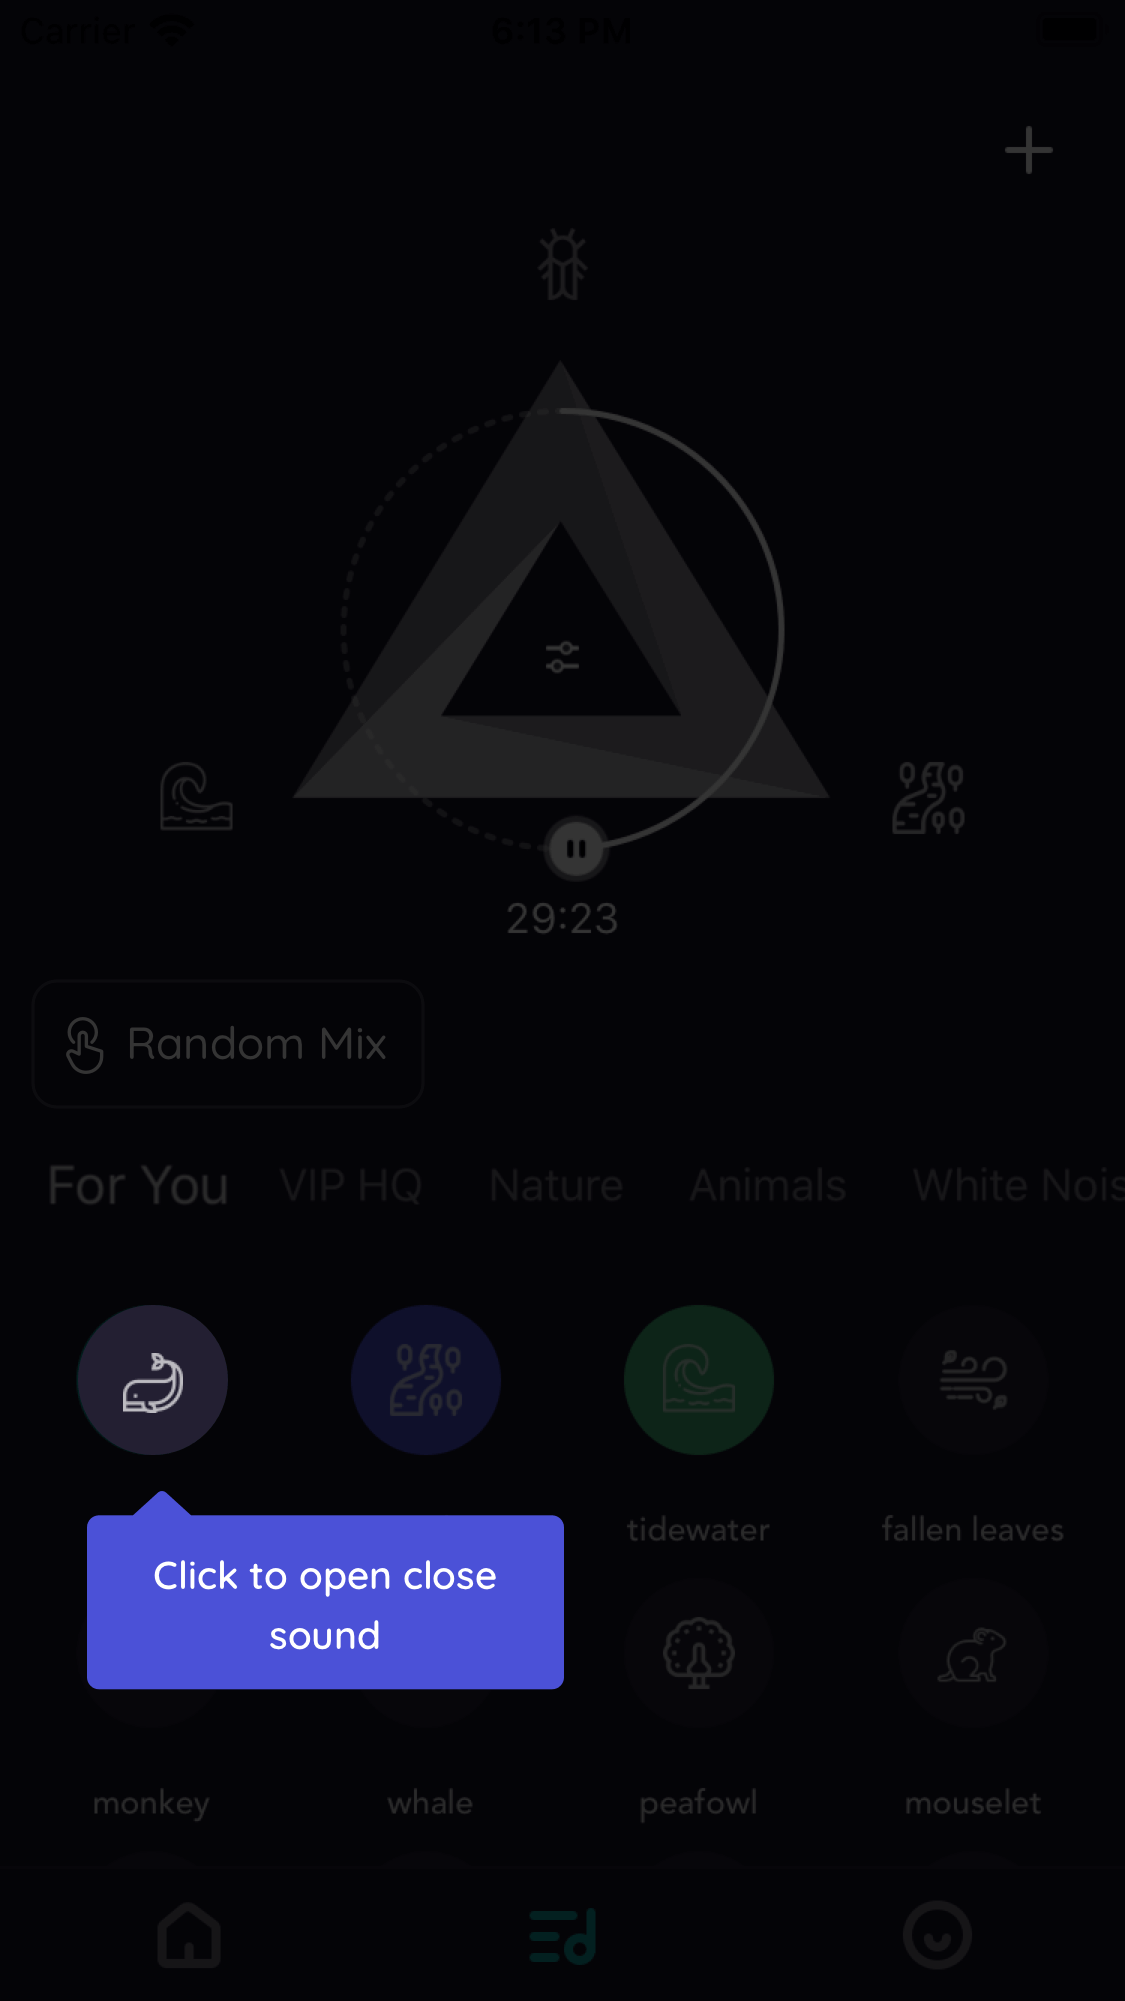 Carrier
6:13 PM
29:23
Random Mix
For You VIP HQ Nature Animals White Nois
tidewater fallen leaves
Click to open close
sound
monkey whale peafowl mouselet